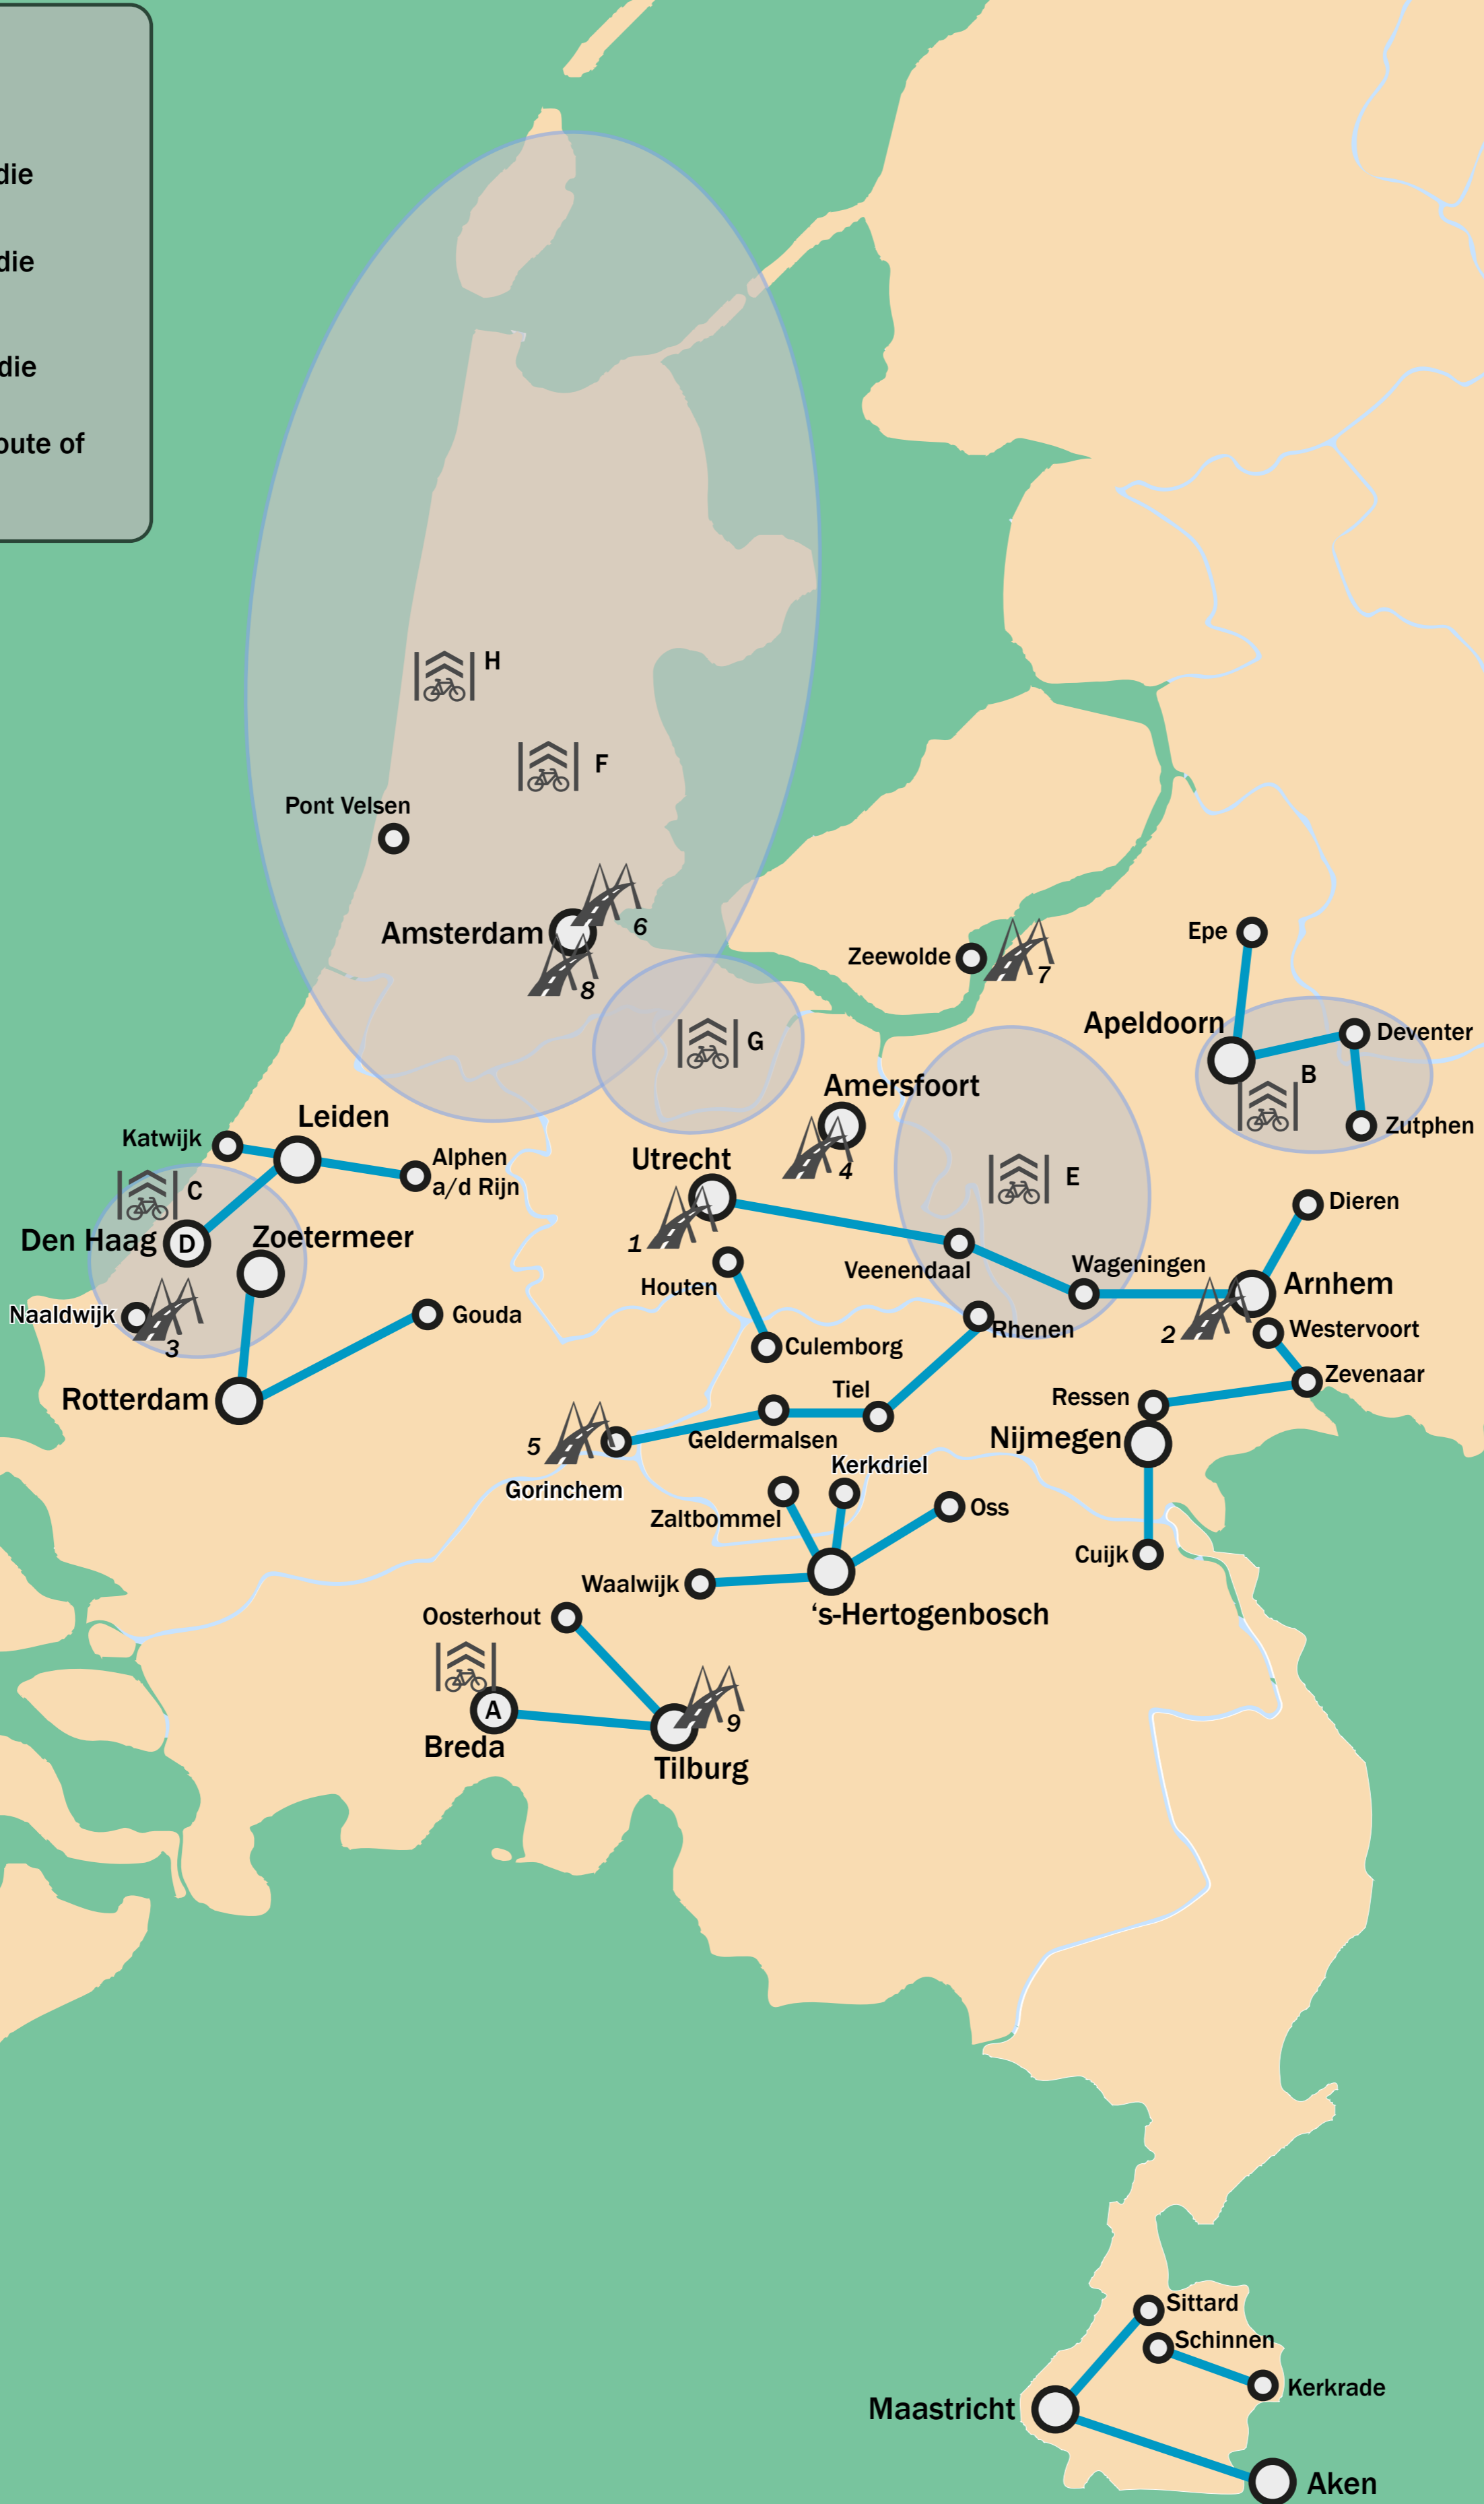 die
die
die
oute of
H
F
Pont Velsen
Amsterdam
6
8
Zeewolde
7
Epe
G
Apeldoorn
Deventer
B
Zutphen
Amersfoort
4
Leiden
Katwijk
Alphen
a/d Rijn
Utrecht
1
E
C
Den Haag
D
Zoetermeer
Dieren
Veenendaal
Wageningen
Arnhem
2
Houten
Naaldwijk
3
Gouda
Rhenen
Westervoort
Culemborg
Zevenaar
Rotterdam
Tiel
Ressen
5
Geldermalsen
Nijmegen
Gorinchem
Kerkdriel
Zaltbommel
Oss
Cuijk
Waalwijk
‘s-Hertogenbosch
Oosterhout
A
Breda
9
Tilburg
Sittard
Schinnen
Kerkrade
Maastricht
Aken